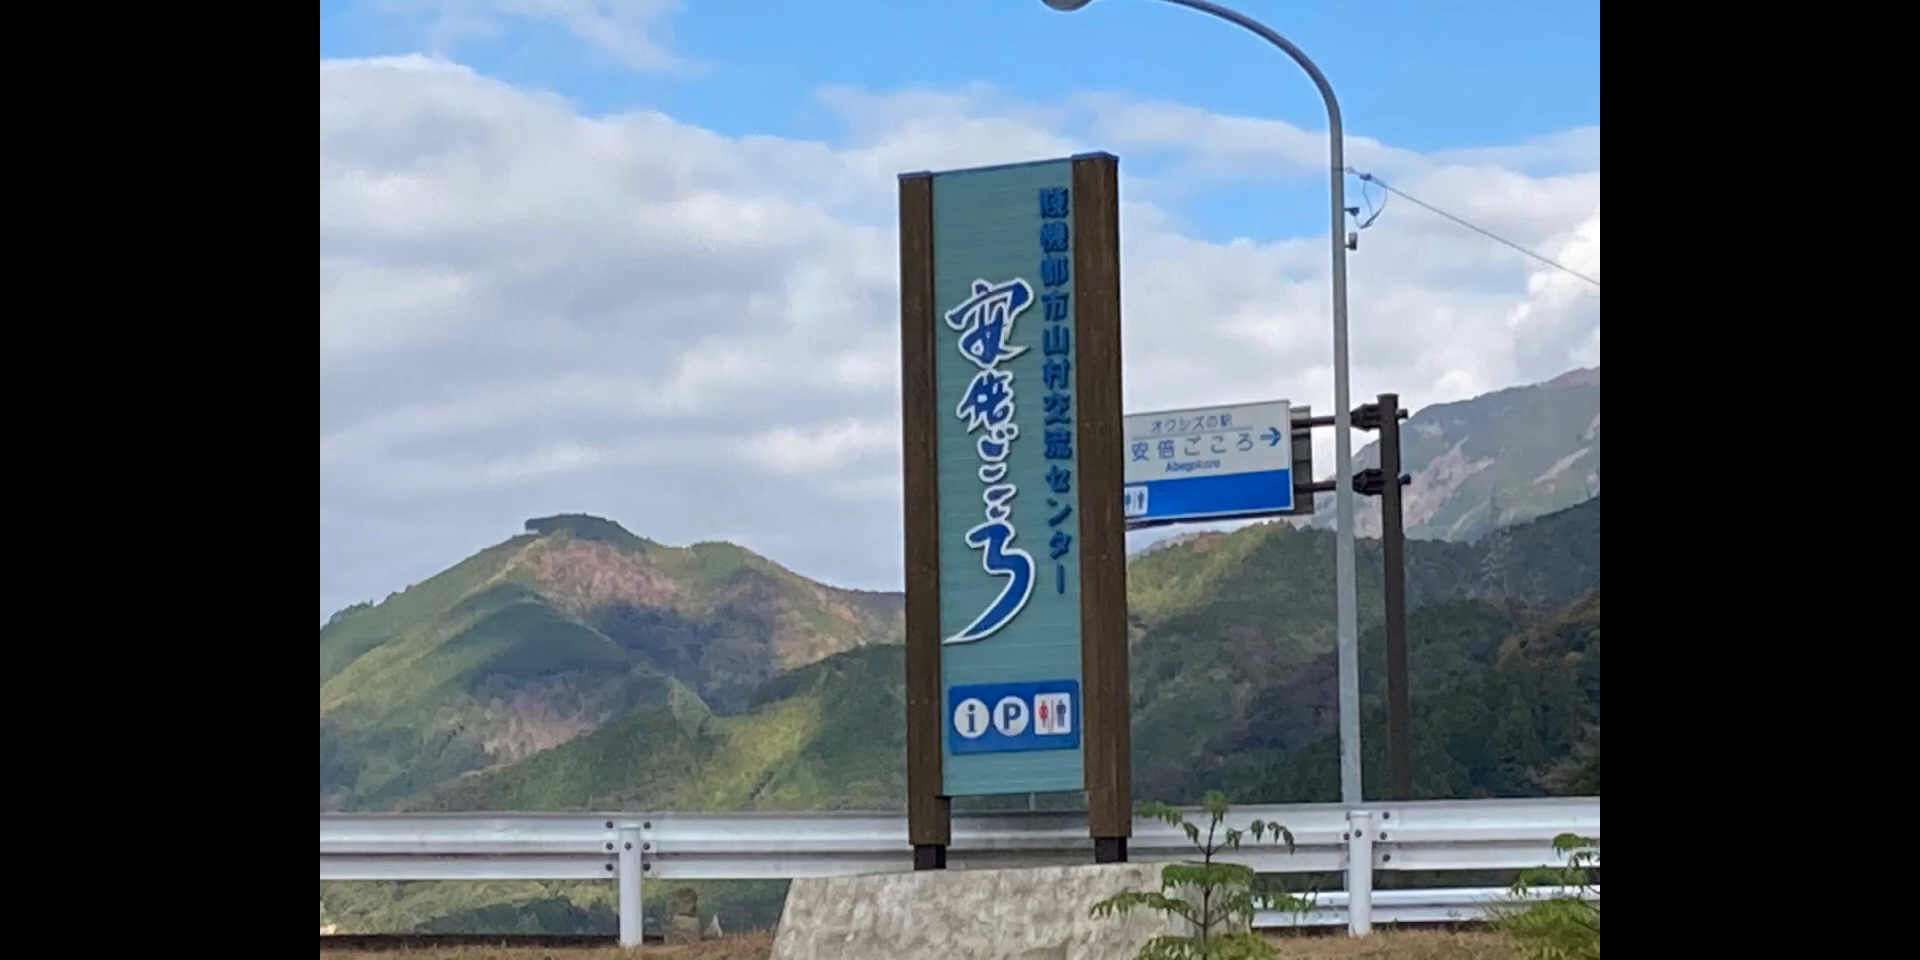 都市山村交流センター
安倍ごころ
i P
オクシズの駅
安倍ごころ→
Abegokoro